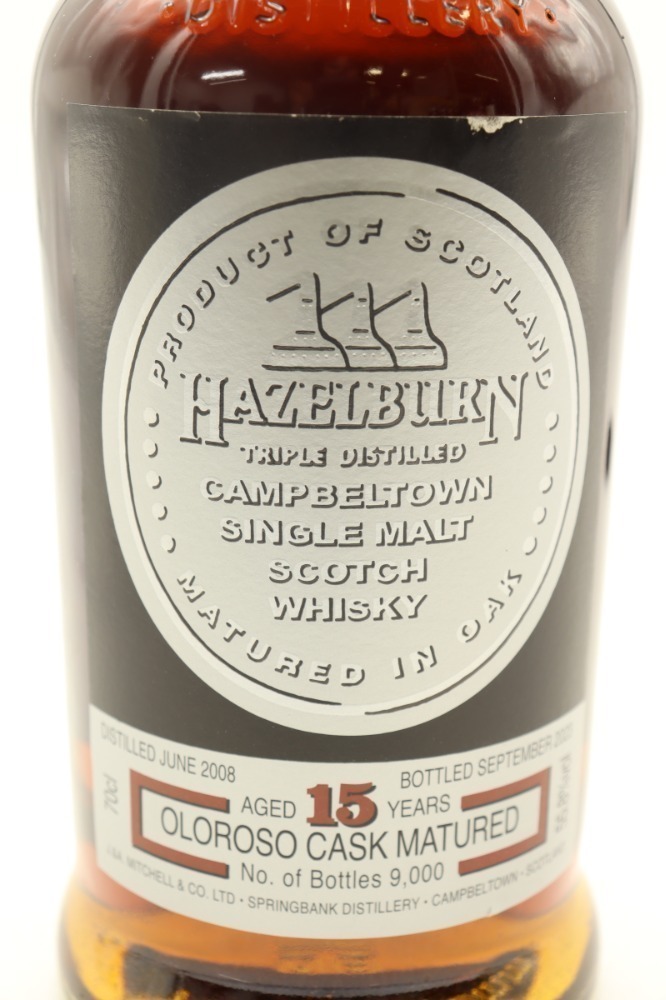 DISTILLERY
PRODUCT OF SCOTLAND
HAZELBURN
TRIPLE DISTILLED
CAMPBELTOWN
SINGLE MALT
SCOTCH
WHISKY
MATURED IN OAK
DISTILLED JUNE 2008
BOTTLED SEPTEMBER
70cl
AGED 15 YEARS
OLOROSO CASK MATURED
No. of Bottles 9,000
J.&A. MITCHELL & CO. LTD • SPRINGBANK DISTILLERY • CAMPBELTOWN • SCOTLAND